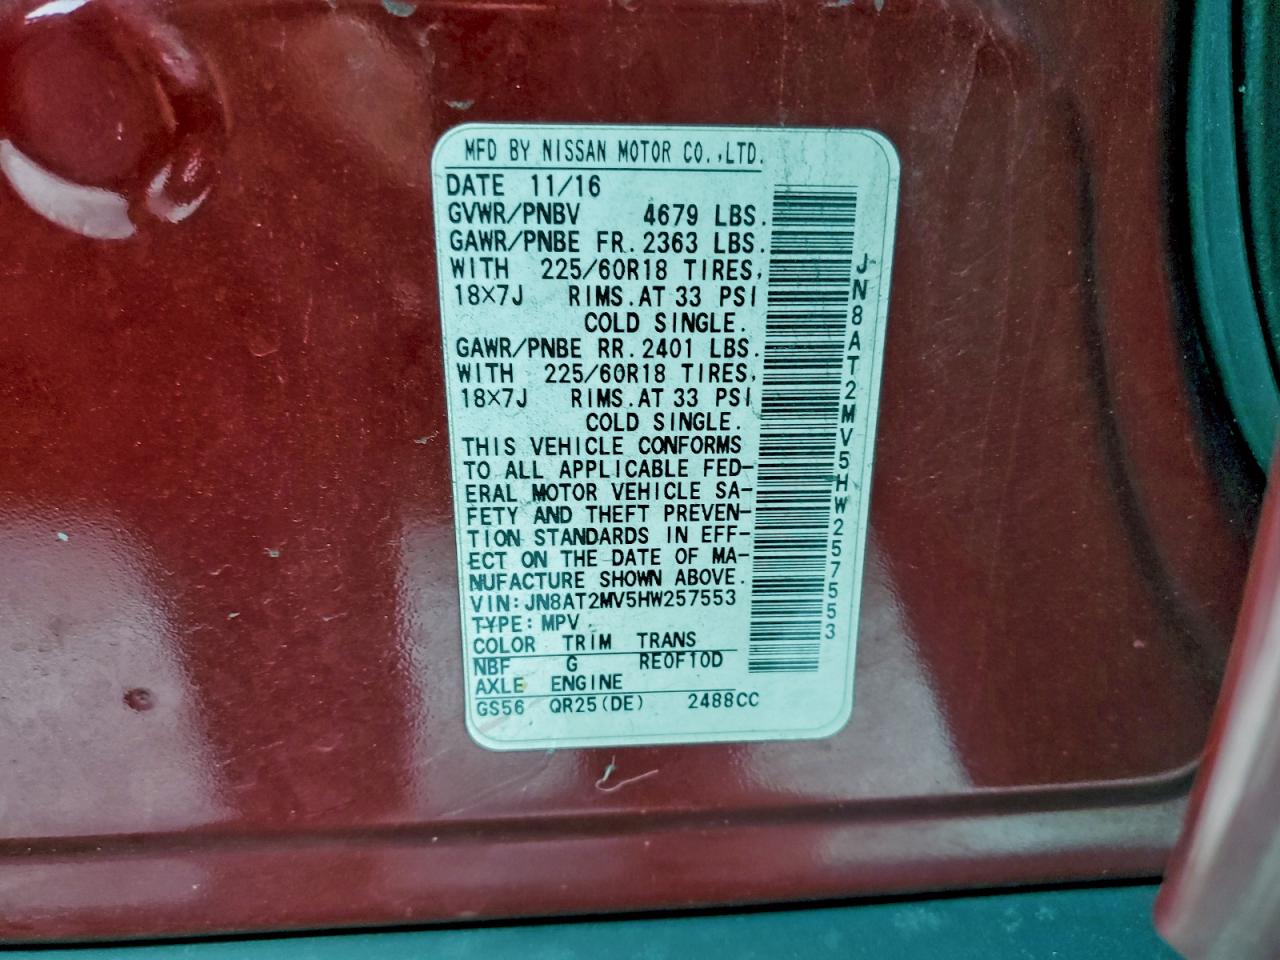 MFD BY NISSAN MOTOR CO.,LTD.
DATE 11/16
GVWR/PNBV 4679 LBS.
GAWR/PNBE FR. 2363 LBS.
WITH 225/60R18 TIRES,
18×7J RIMS.AT 33 PSI
COLD SINGLE.
GAWR/PNBE RR. 2401 LBS.
WITH 225/60R18 TIRES,
18×7J RIMS.AT 33 PSI
COLD SINGLE.
THIS VEHICLE CONFORMS
TO ALL APPLICABLE FED-
ERAL MOTOR VEHICLE SA-
FETY AND THEFT PREVEN-
TION STANDARDS IN EFF-
ECT ON THE DATE OF MA-
NUFACTURE SHOWN ABOVE.
VIN: JN8AT2MV5HW257553
TYPE: MPV
COLOR TRIM TRANS
NBF G RE0F10D
AXLE ENGINE
GS56 QR25(DE) 2488CC
JN8AT2MV5HW257553